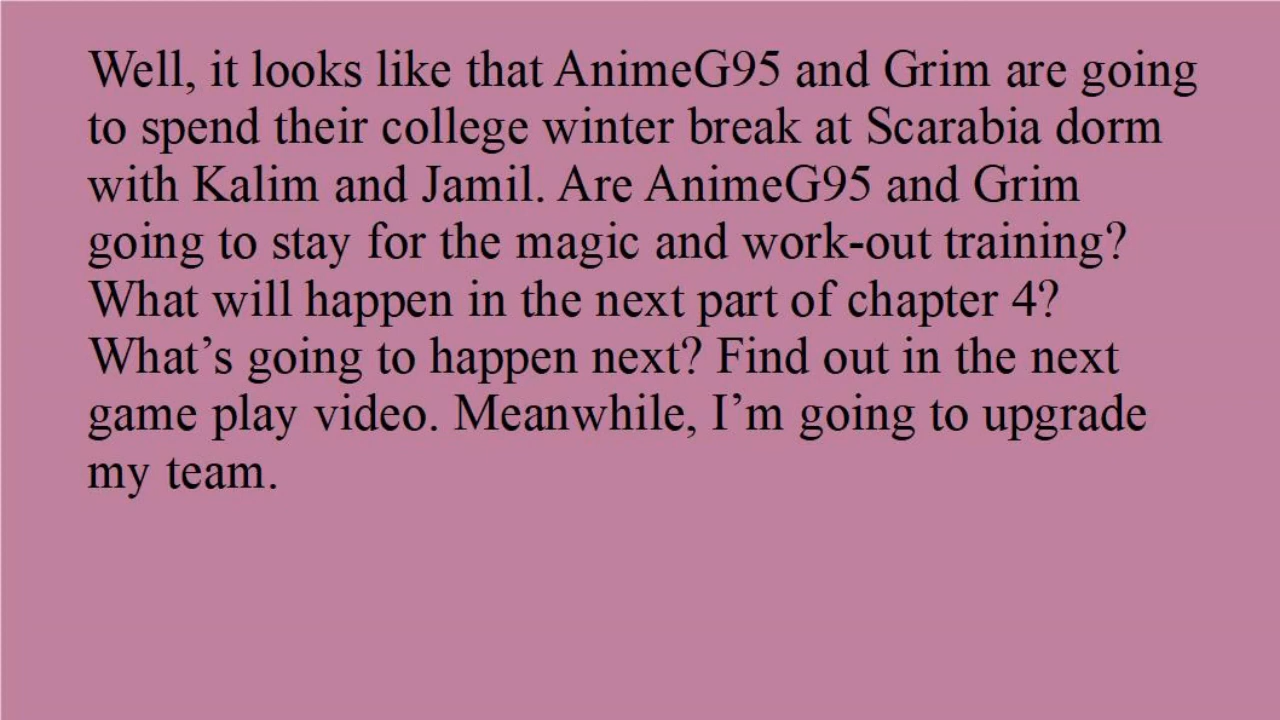 Well, it looks like that AnimeG95 and Grim are going
to spend their college winter break at Scarabia dorm
with Kalim and Jamil. Are AnimeG95 and Grim
going to stay for the magic and work-out training?
What will happen in the next part of chapter 4?
What’s going to happen next? Find out in the next
game play video. Meanwhile, I’m going to upgrade
my team.